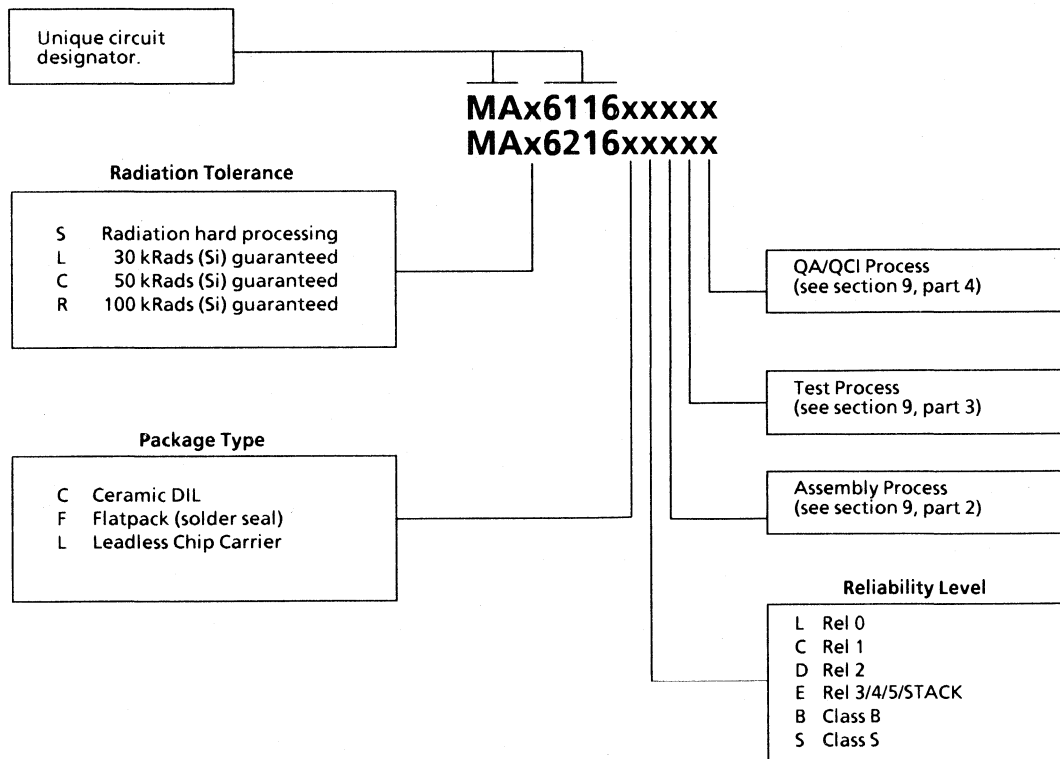 Unique circuit
designator.
MAx6116xxxxx
MAx6216xxxxx
Radiation Tolerance
S Radiation hard processing
L 30 kRads (Si) guaranteed
C 50 kRads (Si) guaranteed
R 100 kRads (Si) guaranteed
Package Type
C Ceramic DIL
F Flatpack (solder seal)
L Leadless Chip Carrier
QA/QCI Process
(see section 9, part 4)
Test Process
(see section 9, part 3)
Assembly Process
(see section 9, part 2)
Reliability Level
L Rel 0
C Rel 1
D Rel 2
E Rel 3/4/5/STACK
B Class B
S Class S